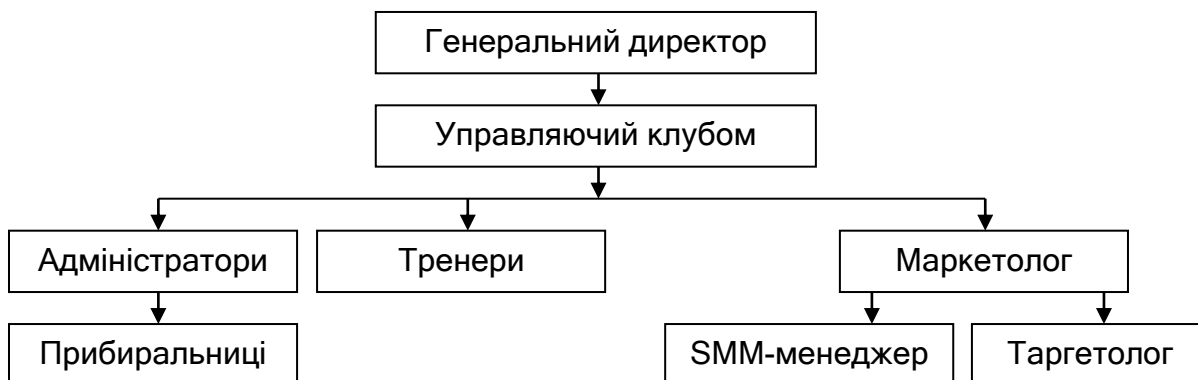 Генеральний директор
Управляючий клубом
Адміністратори
Тренери
Маркетолог
Прибиральниці
SMM-менеджер
Таргетолог